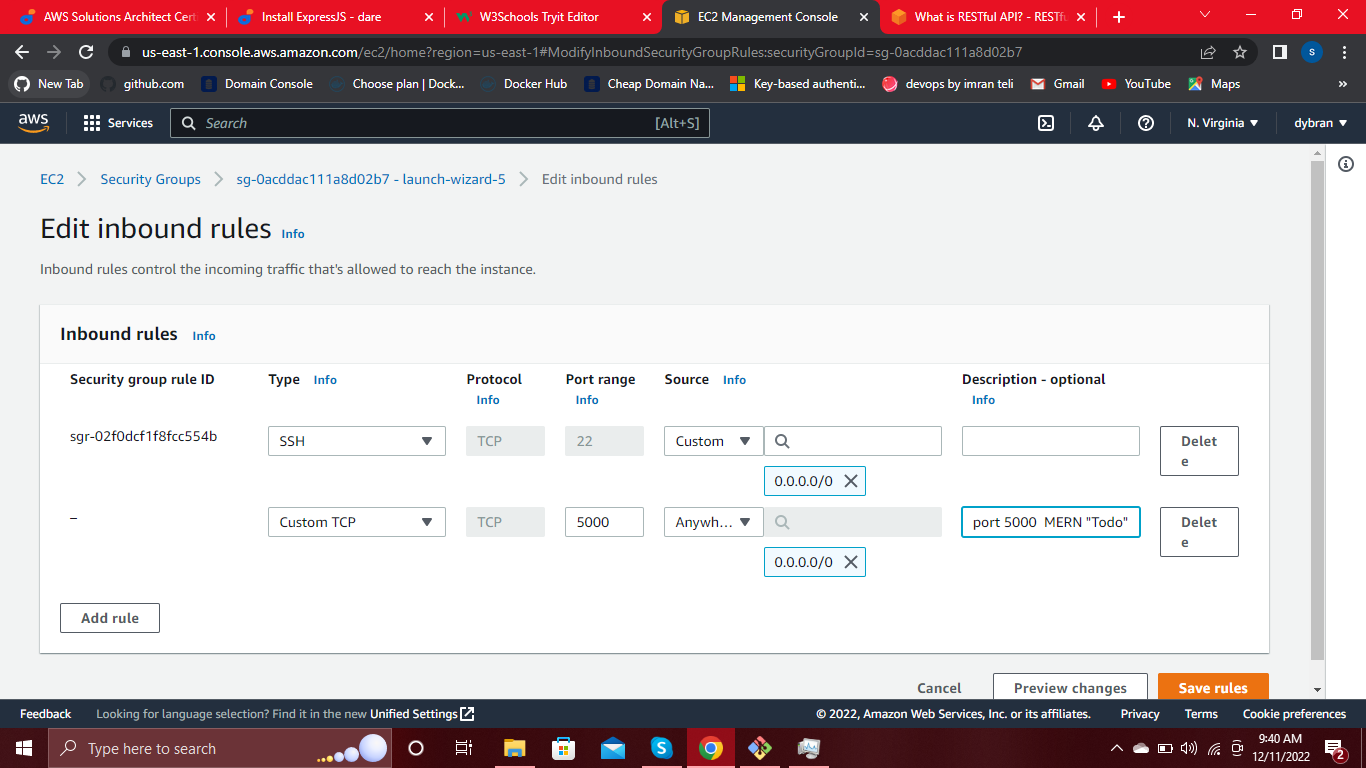 AWS Solutions Architect Cert
Install ExpressJS - dare
W3Schools Tryit Editor
EC2 Management Console
What is RESTful API? - RESTfu
us-east-1.console.aws.amazon.com/ec2/home?region=us-east-1#ModifyInboundSecurityGroupRules:securityGroupId=sg-0acddac111a8d02b7
S
New Tab
github.com
Domain Console
Choose plan | Dock...
Docker Hub
Cheap Domain Na...
Key-based authenti...
devops by imran teli
Gmail
YouTube
Maps
»
aws
Services
Search
[Alt+S]
N. Virginia
dybran
EC2
Security Groups
sg-0acddac111a8d02b7 - launch-wizard-5
Edit inbound rules
Edit inbound rules Info
Inbound rules control the incoming traffic that's allowed to reach the instance.
Inbound rules Info
Security group rule ID
Type Info
Protocol
Info
Port range
Info
Source Info
Description - optional
Info
sgr-02f0dcf1f8fcc554b
SSH
TCP
22
Custom
Delet
e
0.0.0.0/0
–
Custom TCP
TCP
5000
Anywh...
port 5000  MERN "Todo"
Delet
e
0.0.0.0/0
Add rule
Cancel
Preview changes
Save rules
Feedback
Looking for language selection? Find it in the new Unified Settings
© 2022, Amazon Web Services, Inc. or its affiliates.
Privacy
Terms
Cookie preferences
Type here to search
9:40 AM
12/11/2022
2